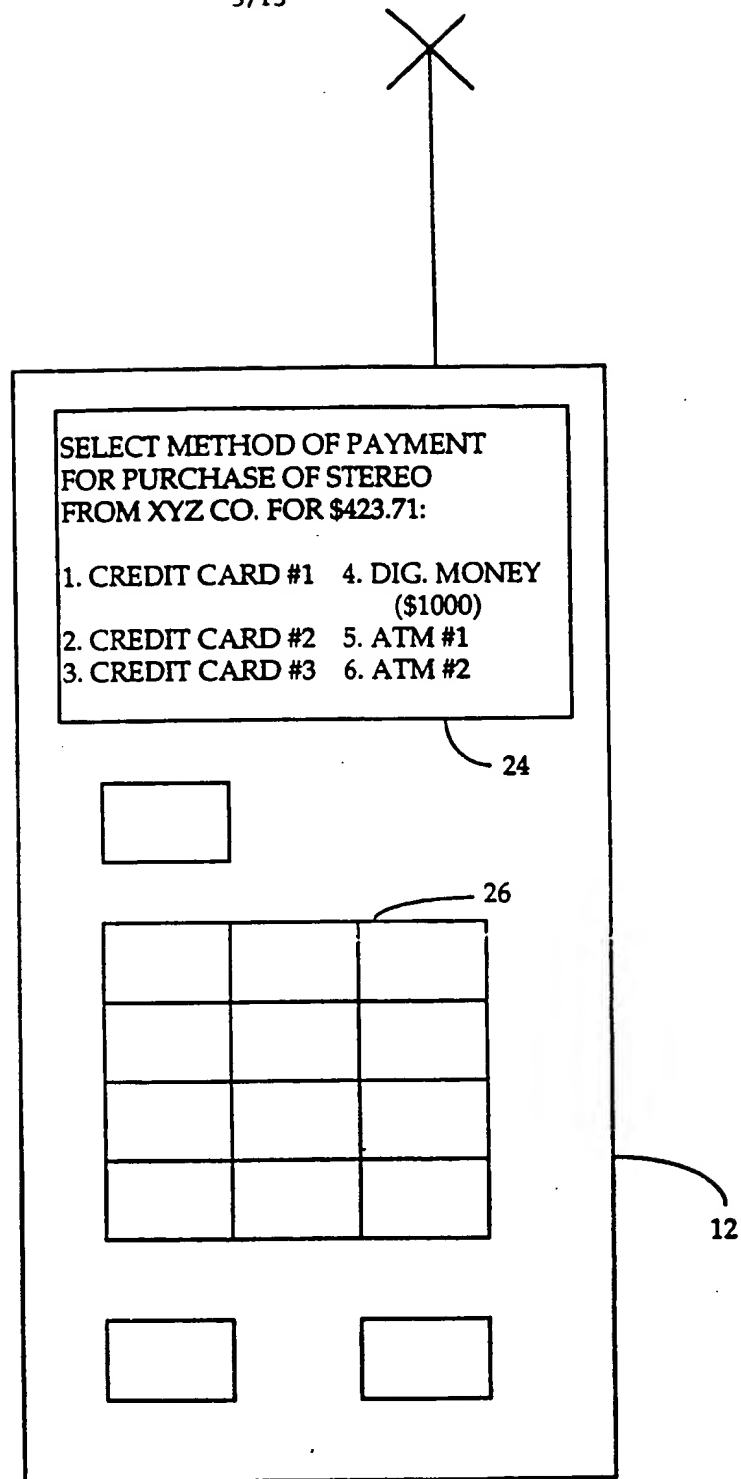 SELECT METHOD OF PAYMENT
FOR PURCHASE OF STEREO
FROM XYZ CO. FOR $423.71:
1. CREDIT CARD #1 4. DIG. MONEY
($1000)
2. CREDIT CARD #2 5. ATM #1
3. CREDIT CARD #3 6. ATM #2
24
26
12